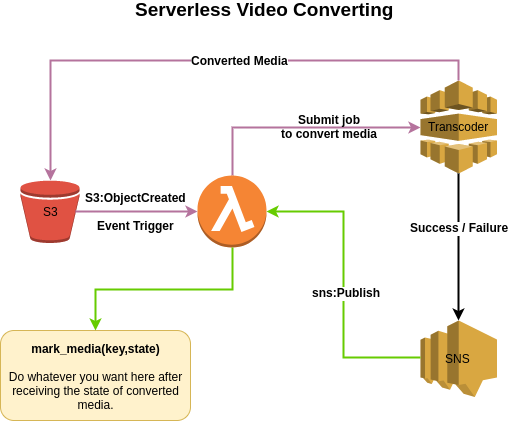 Serverless Video Converting
Converted Media
Submit job
to convert media
Transcoder
S3:ObjectCreated
S3
Event Trigger
Success / Failure
sns:Publish
mark_media(key,state)
SNS
Do whatever you want here after
receiving the state of converted
media.